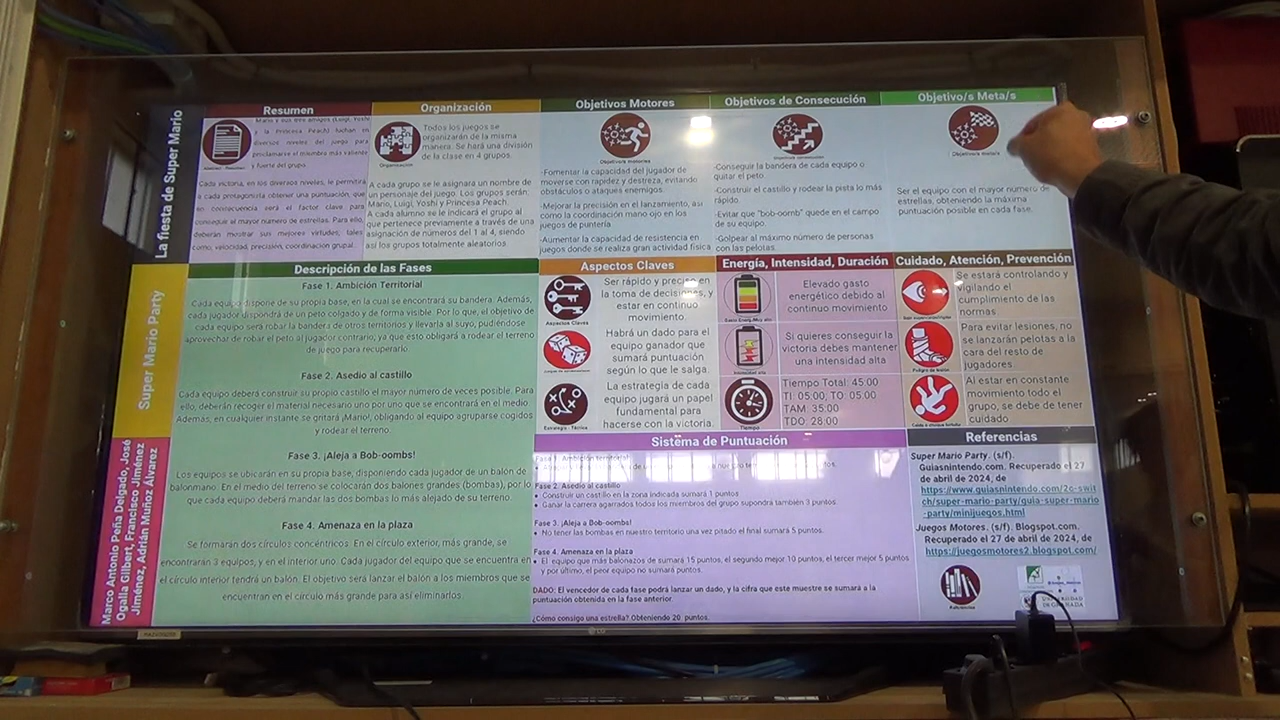 La fiesta de Super Mario
Super Mario Party
Marco Antonio Peña Delgado, José
Ogalla Gilbert, Francisco Jiménez
Jiménez, Adrián Muñoz Álvarez
Resumen
Mario y sus tres amigos (Luigi, Yoshi
y la Princesa Peach) luchan en
diversos niveles del juego para
proclamarse el miembro más valiente
y fuerte del grupo.
Cada victoria, en los diversos niveles, le permitirá
a cada protagonista obtener una puntuación, que
en consecuencia será el factor clave para
conseguir el mayor número de estrellas. Para ello,
deberán mostrar sus mejores virtudes, tales
como; velocidad, precisión, coordinación grupal.
Organización
Organización
Todos los juegos se
organizarán de la misma
manera. Se hará una división
de la clase en 4 grupos.
A cada grupo se le asignara un nombre de
un personaje del juego. Los grupos serán;
Mario, Luigi, Yoshi y Princesa Peach.
A cada alumno se le indicará el grupo al
que pertenece previamente a través de una
asignación de números del 1 al 4, siendo
así los grupos totalmente aleatorios
Objetivos Motores
Objetivos motores
-Fomentar la capacidad del jugador de
moverse con rapidez y destreza, evitando
obstáculos o ataques enemigos.
-Mejorar la precisión en el lanzamiento, así
como la coordinación mano ojo en los
juegos de puntería
-Aumentar la capacidad de resistencia en
juegos donde se realiza gran actividad física
Objetivos de Consecución
-Conseguir la bandera de cada equipo o
quitar el peto.
-Construir el castillo y rodear la pista lo más
rápido.
-Evitar que "bob-oomb" quede en el campo
de su equipo.
-Golpear al máximo número de personas
con las pelotas.
Objetivo/s Meta/s
Ser el equipo con el mayor número de
estrellas, obteniendo la máxima
puntuación posible en cada fase.
Descripción de las Fases
Fase 1. Ambición Territorial
Cada equipo dispone de su propia base, en la cual se encontrará su bandera. Además,
cada jugador dispondrá de un peto colgado y de forma visible. Por lo que, el objetivo de
cada equipo será robar la bandera de otros territorios y llevarla al suyo, pudiéndose
aprovechar de robar el peto al jugador contrario, ya que esto obligará a rodear el terreno
de juego para recuperarlo.
Fase 2. Asedio al castillo
Cada equipo deberá construir su propio castillo el mayor número de veces posible. Para
ello, deberán recoger el material necesario uno por uno que se encontrará en el medio.
Además, en cualquier instante se gritará ¡Mario!, obligando al equipo agruparse cogidos
y rodear el terreno.
Fase 3. ¡Aleja a Bob-oombs!
Los equipos se ubicarán en su propia base, disponiendo cada jugador de un balón de
balonmano. En el medio del terreno se colocarán dos balones grandes (bombas), por lo
que cada equipo deberá mandar las dos bombas lo más alejado de su terreno.
Fase 4. Amenaza en la plaza
Se formaran dos círculos concéntricos. En el círculo exterior, más grande, se
encontrarán 3 equipos, y en el interior uno. Cada jugador del equipo que se encuentra en
el círculo inferior tendrá un balón. El objetivo será lanzar el balón a los miembros que se
encuentran en el círculo más grande para así eliminarlos.
Aspectos Claves
Aspectos Claves
Ser rápido y preciso en
la toma de decisiones, y
estar en continuo
movimiento.
Habrá un dado para el
equipo ganador que
sumará puntuación
según lo que le salga.
Estrategia - Táctica
La estrategia de cada
equipo jugará un papel
fundamental para
hacerse con la victoria.
Energía, Intensidad, Duración
Elevado gasto
energético debido al
continuo movimiento
Intensidad alta
Si quieres conseguir la
victoria debes mantener
una intensidad alta
Tiempo
Tiempo Total: 45:00
TI: 05:00, TO: 05:00
TAM: 35:00
TDO: 28:00
Cuidado, Atención, Prevención
Se estará controlando y
vigilando el
cumplimiento de las
normas
Peligro de lesión
Para evitar lesiones, no
se lanzarán pelotas a la
cara del resto de
jugadores
Al estar en constante
movimiento todo el
grupo, se debe de tener
cuidado
Sistema de Puntuación
Fase 1. Ambición territorial
Fase 2. Asedio al castillo
Construir un castillo en la zona indicada sumará 1 puntos
Ganar la carrera agarrados todos los miembros del grupo supondrá también 3 puntos.
Fase 3. ¡Aleja a Bob-oombs!
No tener las bombas en nuestro territorio una vez pitado el final sumará 5 puntos.
Fase 4. Amenaza en la plaza
El equipo que más balonazos de sumará 15 puntos, el segundo mejor 10 puntos, el tercer mejor 5 puntos
y por último, el peor equipo no sumará puntos.
DADO: El vencedor de cada fase podrá lanzar un dado, y la cifra que este muestre se sumara a la
puntuación obtenida en la fase anterior.
¿Cómo consigo una estrella? Obteniendo 20 puntos.
Referencias
Super Mario Party. (s/f).
Guiasnintendo.com. Recuperado el 27
de abril de 2024, de
https://www.guiasnintendo.com/2c-swit
ch/super-mario-party/guia-super-mario
-party/minijuegos.html
Juegos Motores. (s/f). Blogspot.com.
Recuperado el 27 de abril de 2024, de
https://juegosmotores2.blogspot.com/
Referencias
LG